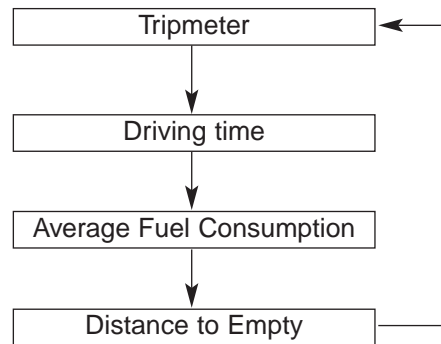 Tripmeter
Driving time
Average Fuel Consumption
Distance to Empty